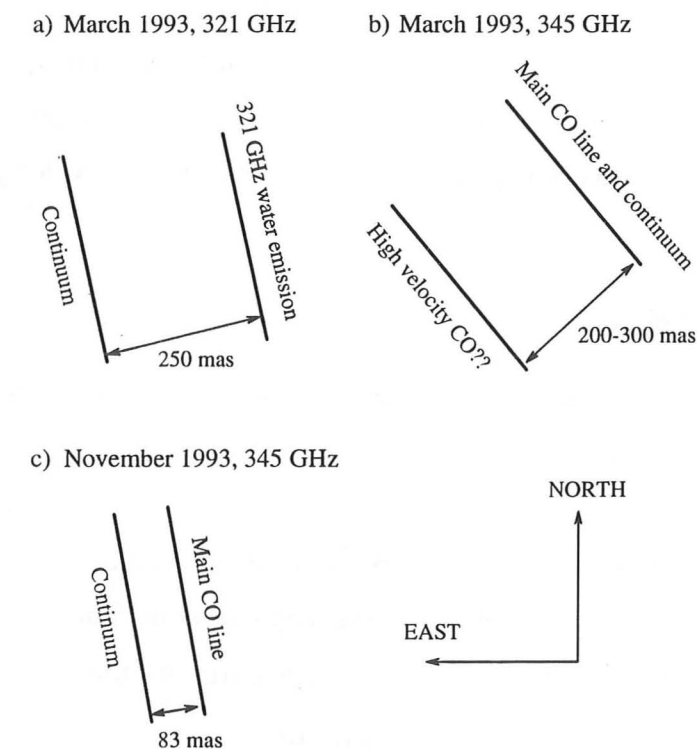 a) March 1993, 321 GHz
b) March 1993, 345 GHz
Continuum
321 GHz water emission
250 mas
Main CO line and continuum
High velocity CO??
200-300 mas
c) November 1993, 345 GHz
Continuum
Main CO line
83 mas
NORTH
EAST